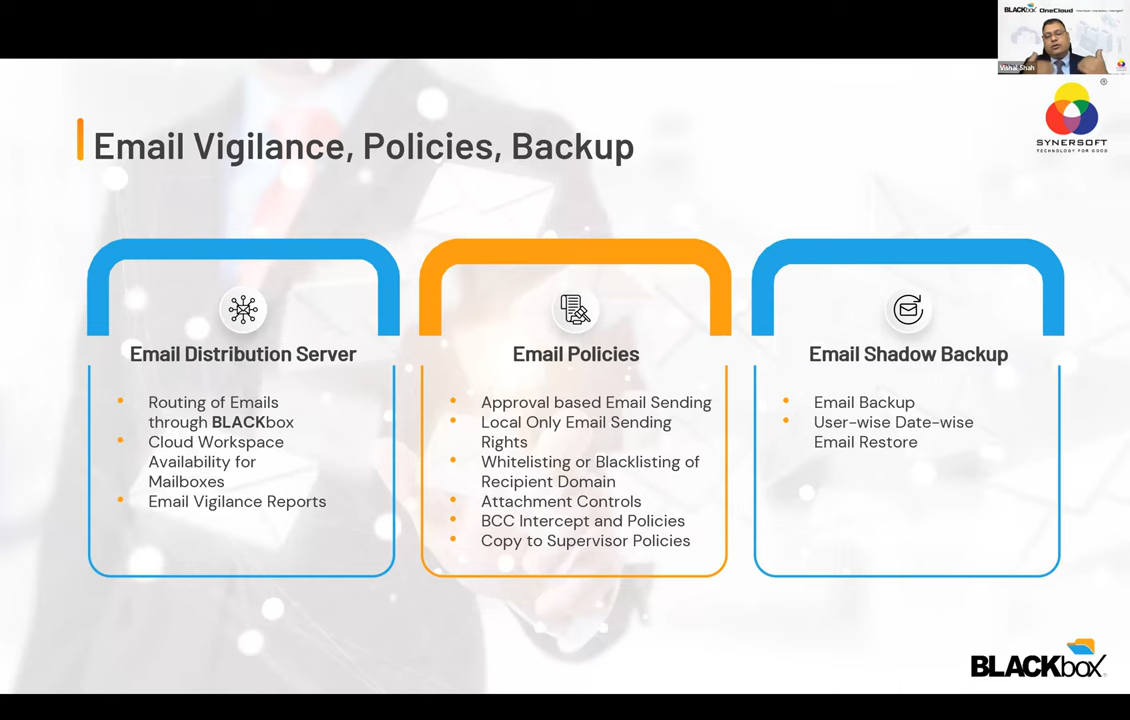 BLACKbox OneCloud
Vishal Shah
SYNERSOFT
TECHNOLOGY FOR GOOD
Email Vigilance, Policies, Backup
Email Distribution Server
Routing of Emails
through BLACKbox
Cloud Workspace
Availability for
Mailboxes
Email Vigilance Reports
Email Policies
Approval based Email Sending
Local Only Email Sending
Rights
Whitelisting or Blacklisting of
Recipient Domain
Attachment Controls
BCC Intercept and Policies
Copy to Supervisor Policies
Email Shadow Backup
Email Backup
User-wise Date-wise
Email Restore
BLACKbox